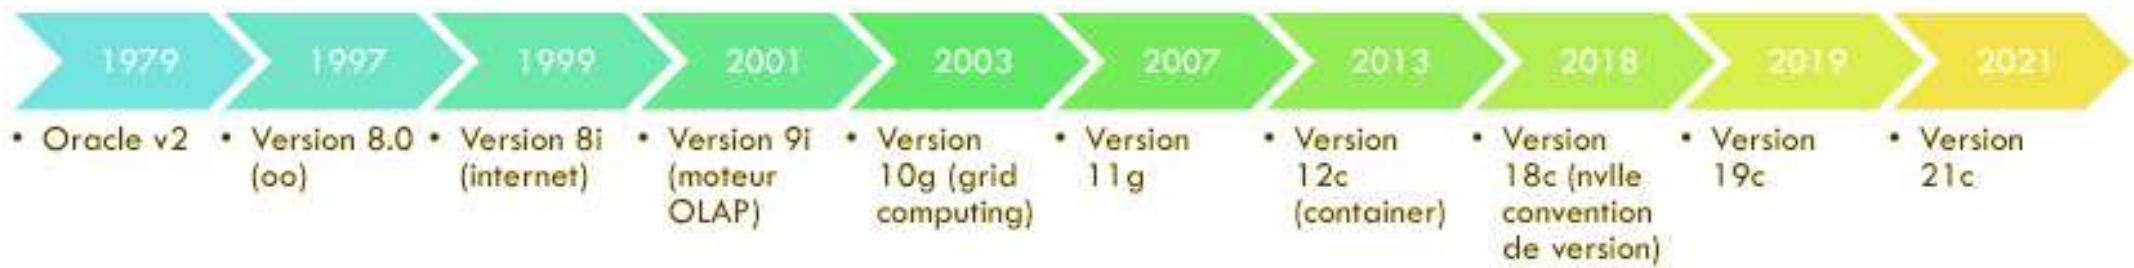 1979
1997
1999
2001
2003
2007
2013
2018
2019
2021
• Oracle v2
• Version 8.0
(oo)
• Version 8i
(internet)
• Version 9i
(moteur
OLAP)
• Version
10g (grid
computing)
• Version
11g
• Version
12c
(container)
• Version
18c (nvlle
convention
de version)
• Version
19c
• Version
21c